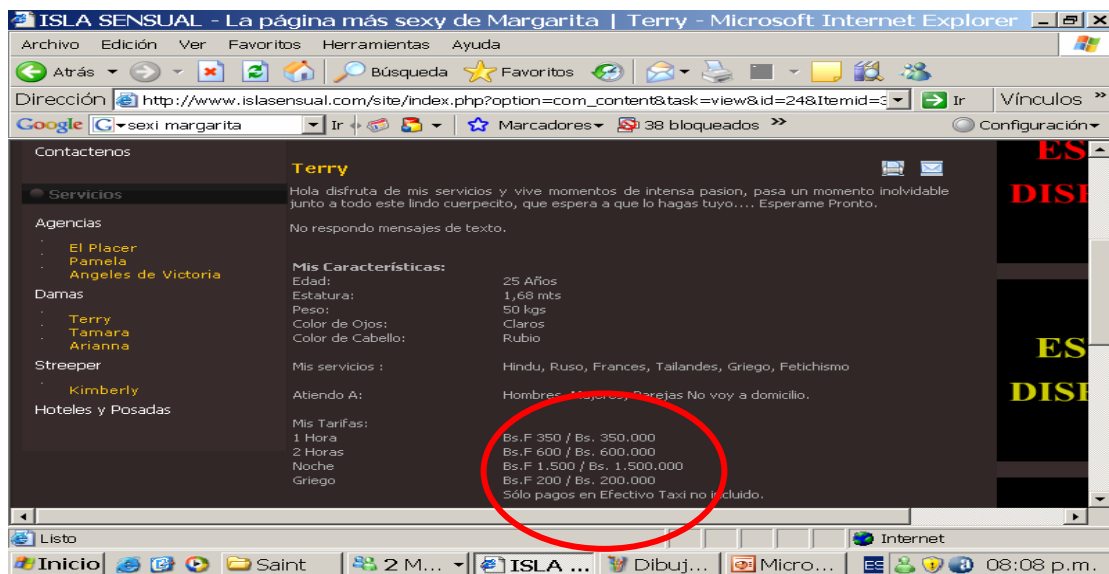 ISLA SENSUAL - La página más sexy de Margarita | Terry - Microsoft Internet Explorer
Archivo Edición Ver Favoritos Herramientas Ayuda
Atrás Búsqueda Favoritos
Dirección http://www.islasensual.com/site/index.php?option=com_content&task=view&id=24&Itemid=3 Ir Vínculos »
Google G sexi margarita Ir Marcadores 38 bloqueados » Configuración
Contactenos
Servicios
Agencias
El Placer
Pamela
Angeles de Victoria
Damas
Terry
Tamara
Arianna
Streeper
Kimberly
Hoteles y Posadas
Terry
Hola disfruta de mis servicios y vive momentos de intensa pasion, pasa un momento inolvidable
junto a todo este lindo cuerpecito, que espera a que lo hagas tuyo.... Esperame Pronto.
No respondo mensajes de texto.
Mis Características:
Edad: 25 Años
Estatura: 1,68 mts
Peso: 50 kgs
Color de Ojos: Claros
Color de Cabello: Rubio
Mis servicios : Hindu, Ruso, Frances, Tailandes, Griego, Fetichismo
Atiendo A: Hombres, Mujeres, Parejas No voy a domicilio.
Mis Tarifas:
1 Hora Bs.F 350 / Bs. 350.000
2 Horas Bs.F 600 / Bs. 600.000
Noche Bs.F 1.500 / Bs. 1.500.000
Griego Bs.F 200 / Bs. 200.000
Sólo pagos en Efectivo Taxi no incluido.
ES
DISE
ES
DISE
Listo Internet
Inicio Saint 2 M... ISLA ... Dibuj... Micro... ES 08:08 p.m.